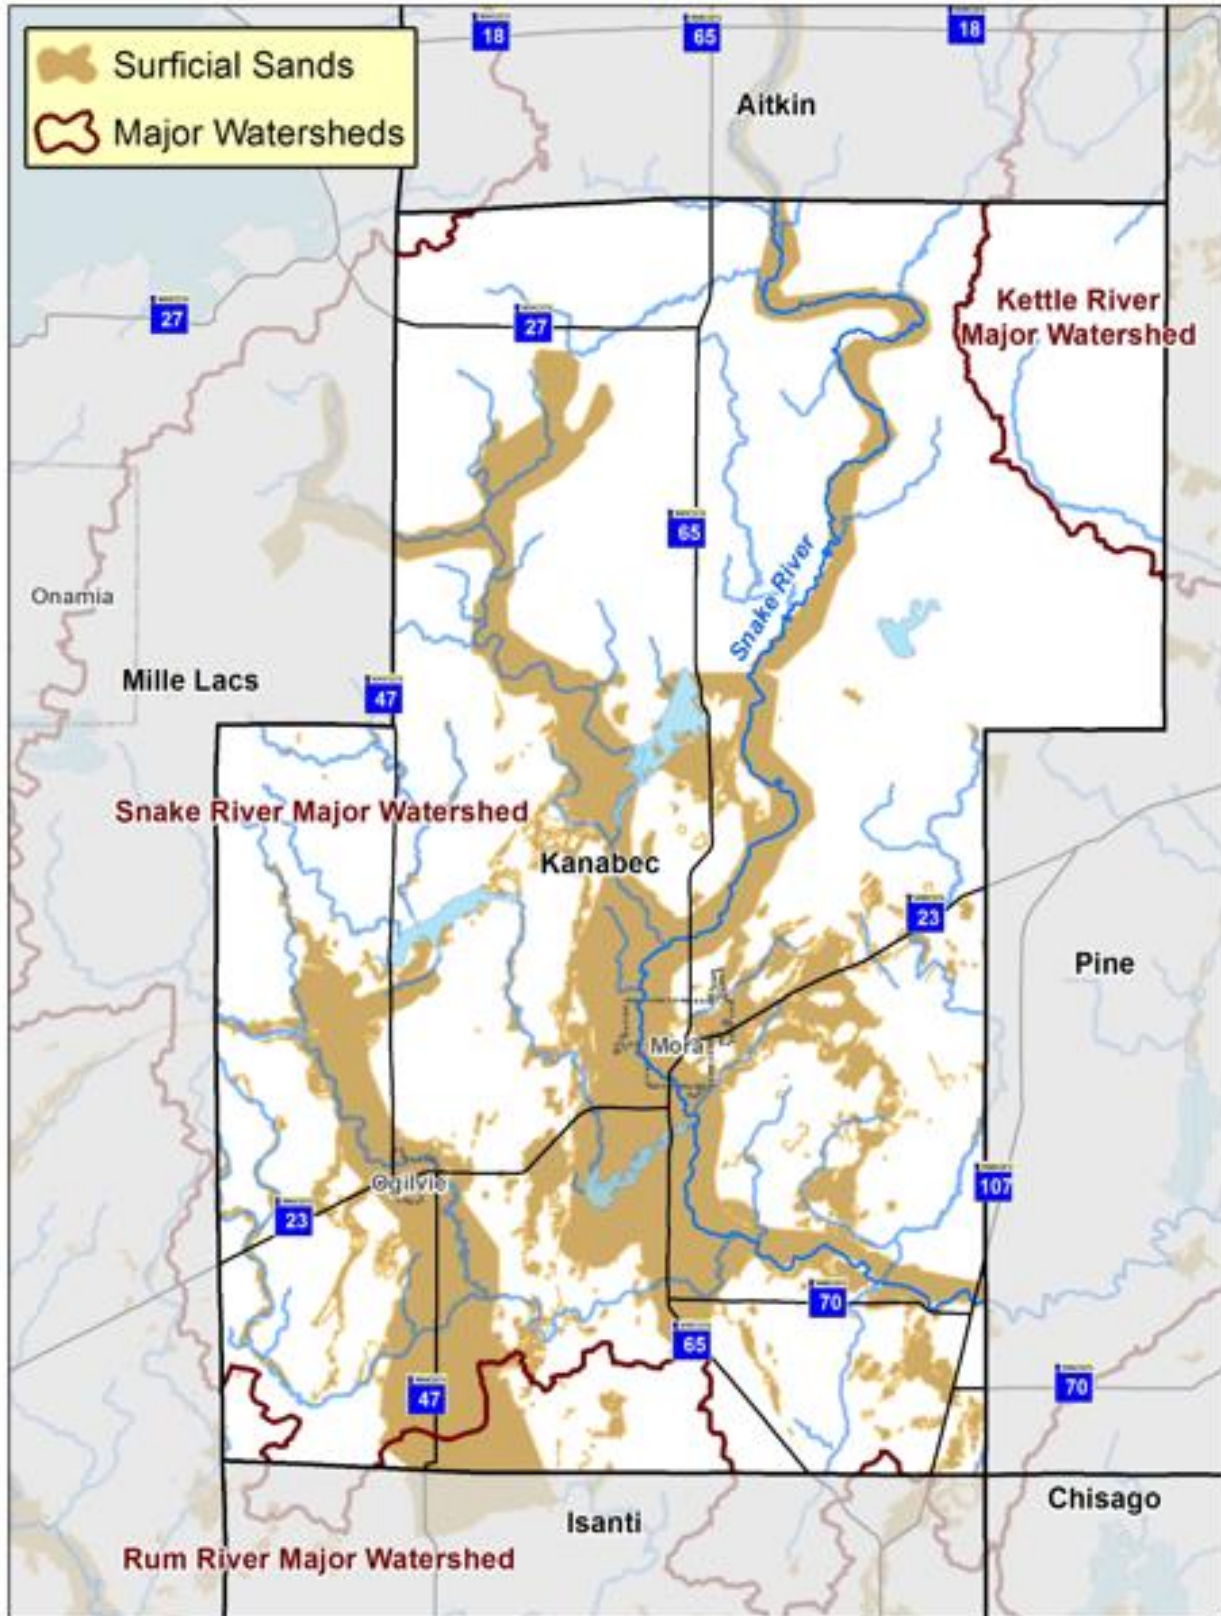 Surficial Sands
Major Watersheds
18
65
18
Aitkin
27
27
Kettle River
Major Watershed
65
Snake River
Onamia
Mille Lacs
47
Snake River Major Watershed
Kanabec
23
Pine
Mora
Ogilvie
107
23
70
65
70
47
Chisago
Isanti
Rum River Major Watershed